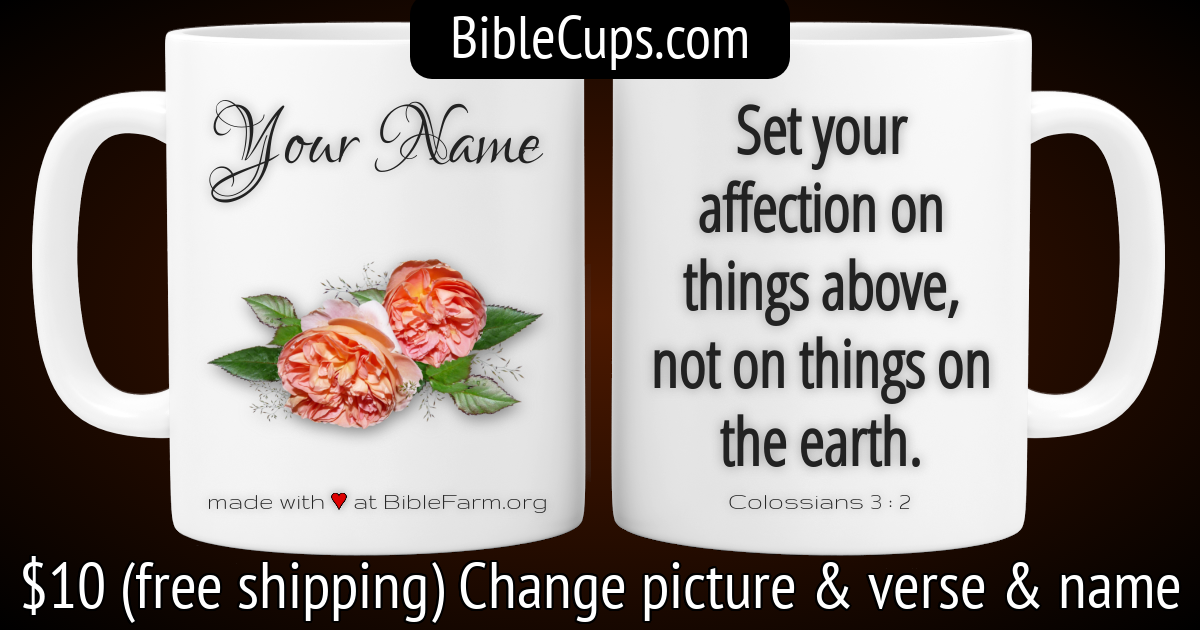 BibleCups.com
Your Name
made with ♥ at BibleFarm.org
Set your
affection on
things above,
not on things on
the earth.
Colossians 3 : 2
$10 (free shipping) Change picture & verse & name